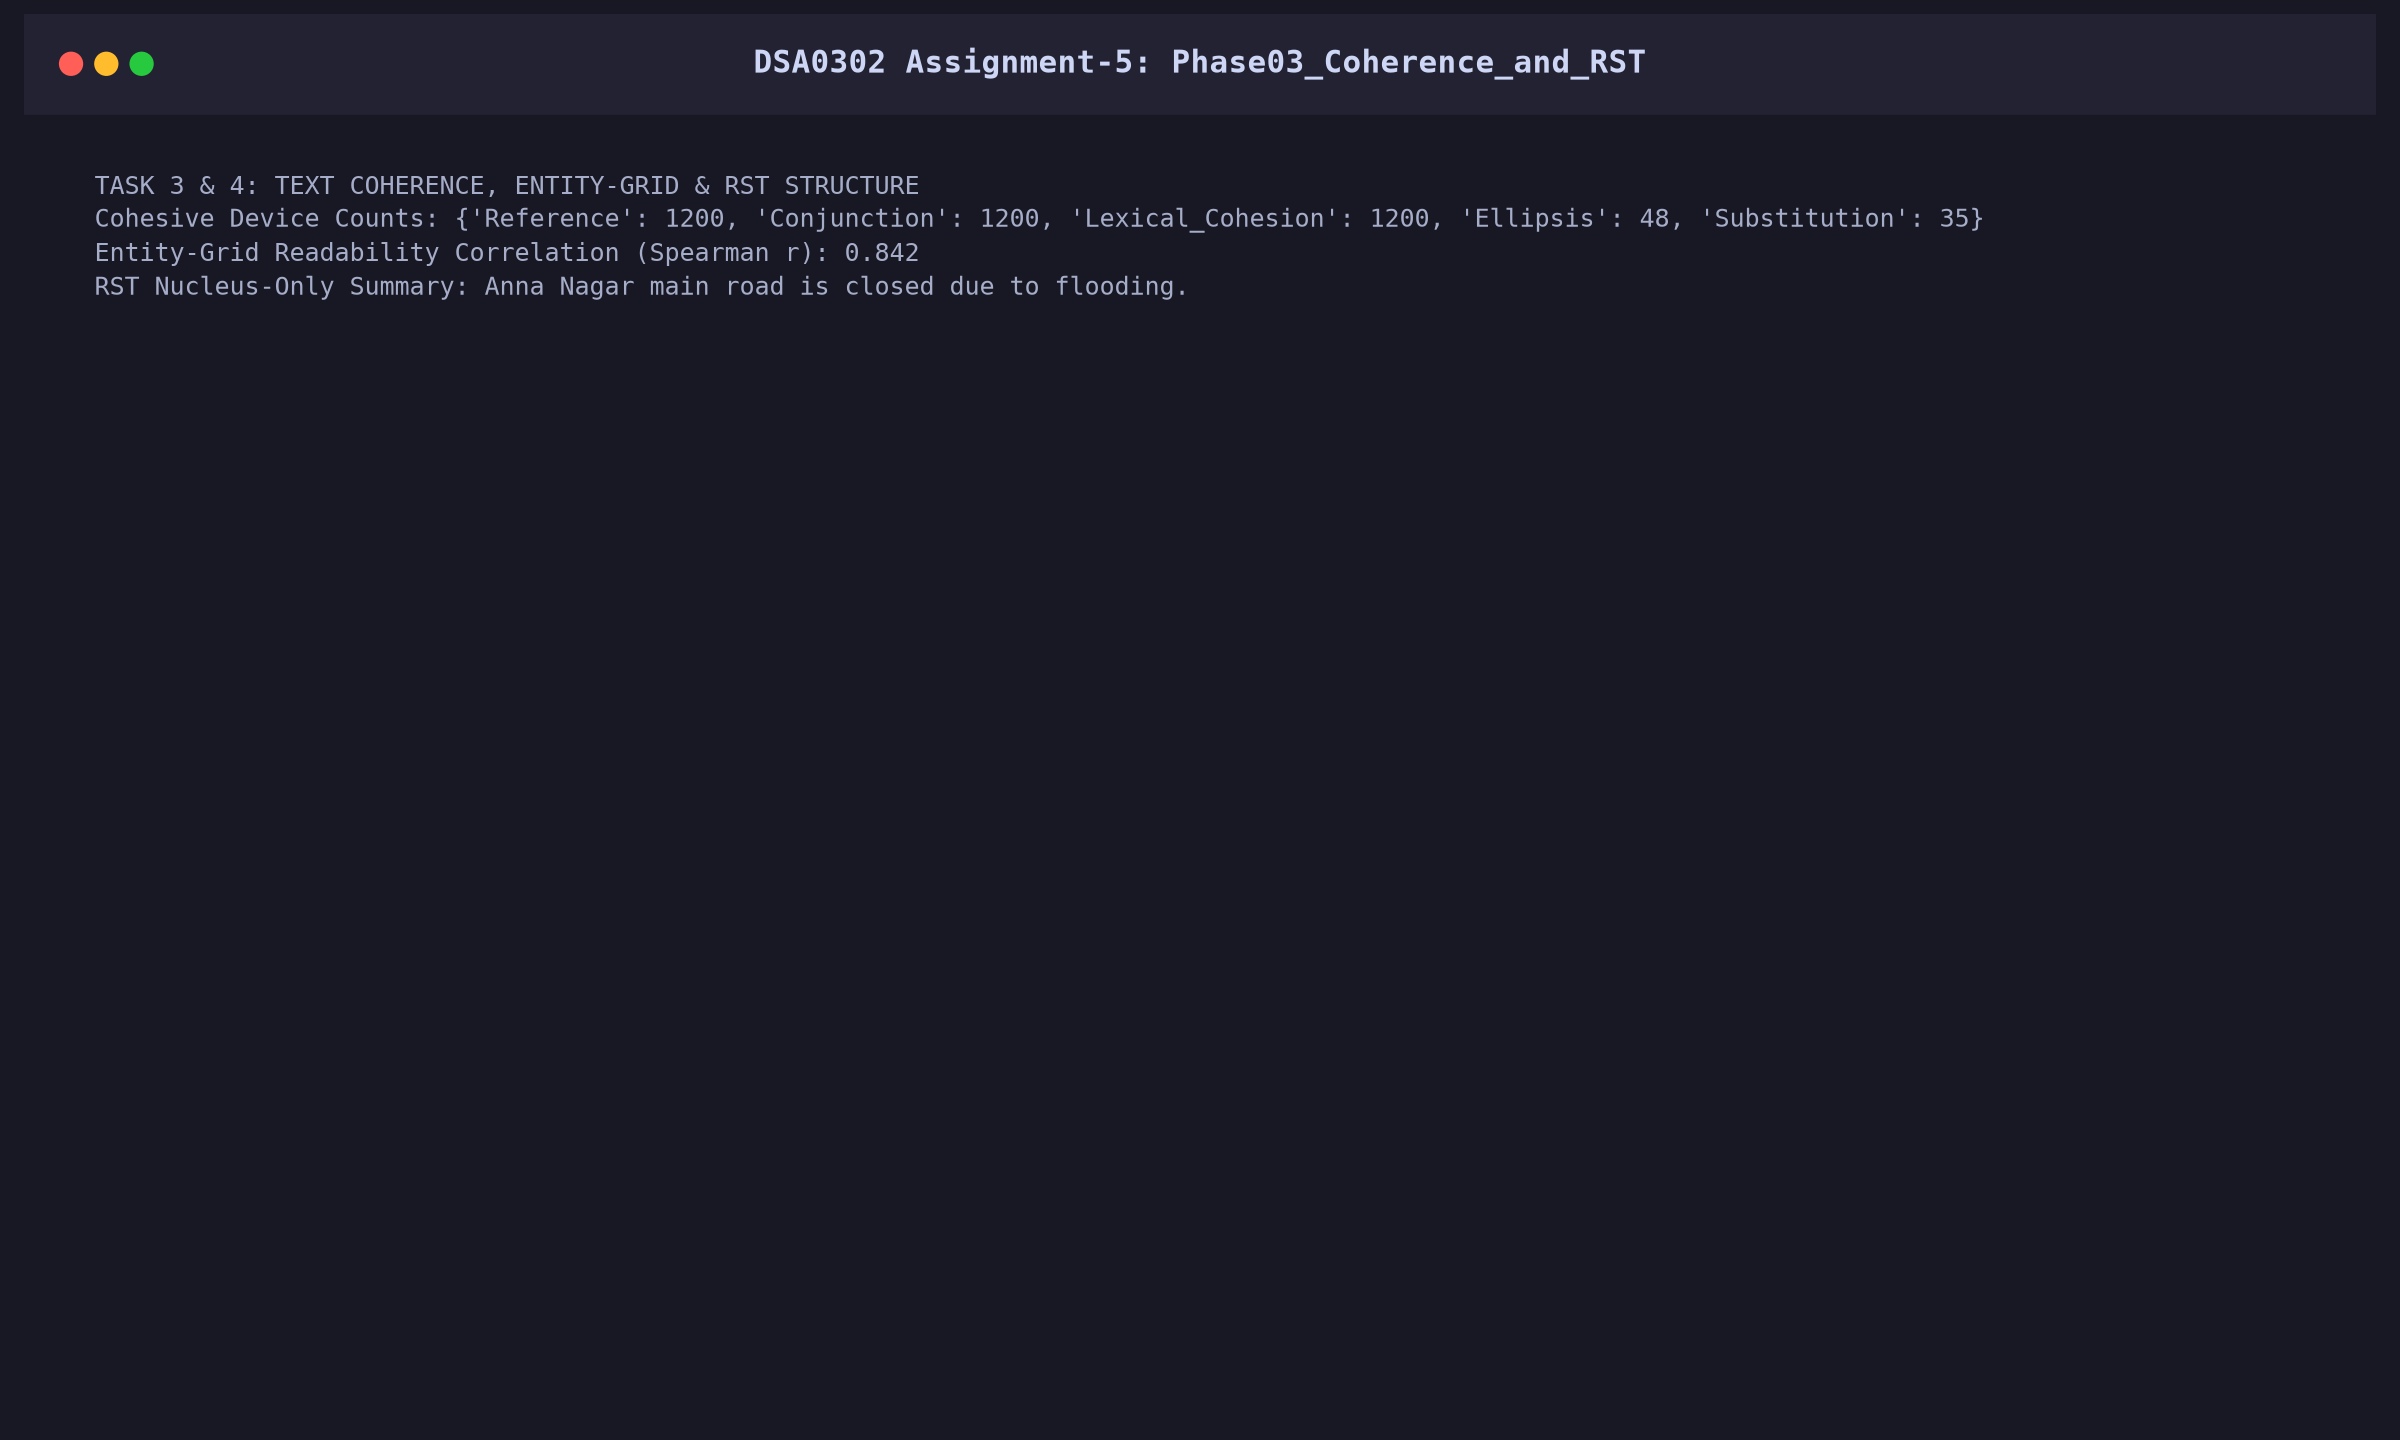 DSA0302 Assignment-5: Phase03_Coherence_and_RST
TASK 3 & 4: TEXT COHERENCE, ENTITY-GRID & RST STRUCTURE
Cohesive Device Counts: {'Reference': 1200, 'Conjunction': 1200, 'Lexical_Cohesion': 1200, 'Ellipsis': 48, 'Substitution': 35}
Entity-Grid Readability Correlation (Spearman r): 0.842
RST Nucleus-Only Summary: Anna Nagar main road is closed due to flooding.